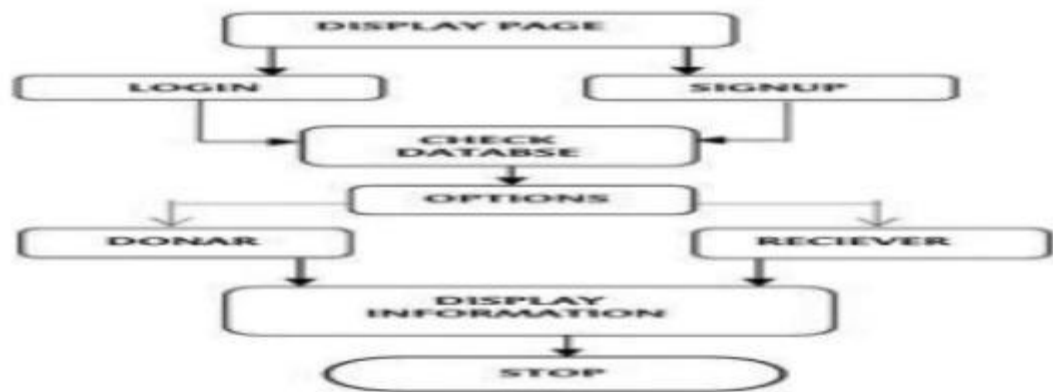 DISPLAY PAGE
LOGIN
SIGNUP
CHECK
DATABSE
OPTIONS
DONAR
RECIEVER
DISPLAY
INFORMATION
STOP